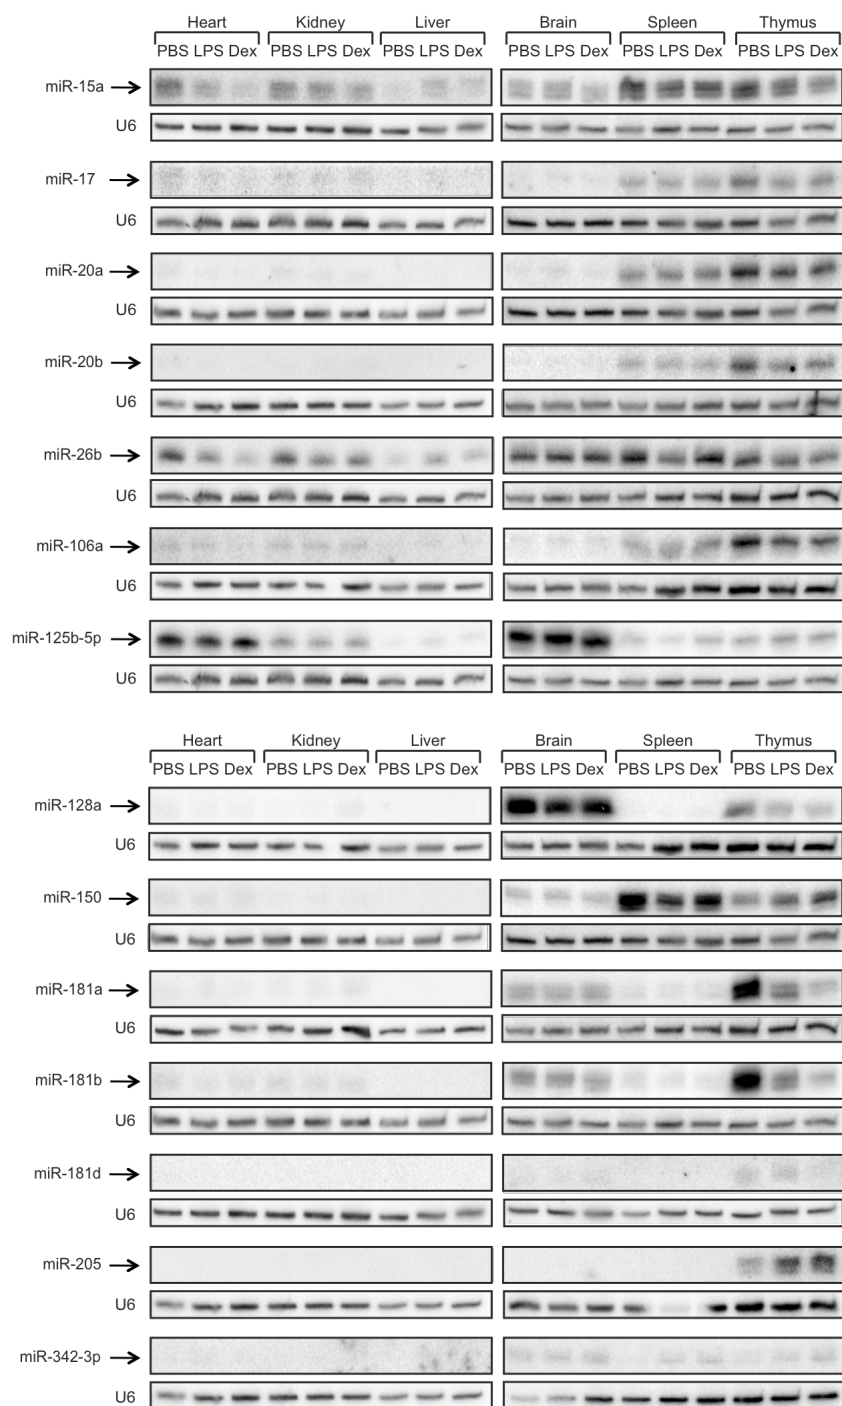 Heart Kidney Liver Brain Spleen Thymus
PBS LPS Dex PBS LPS Dex PBS LPS Dex PBS LPS Dex PBS LPS Dex PBS LPS Dex
miR-15a
U6
miR-17
U6
miR-20a
U6
miR-20b
U6
miR-26b
U6
miR-106a
U6
miR-125b-5p
U6
Heart Kidney Liver Brain Spleen Thymus
PBS LPS Dex PBS LPS Dex PBS LPS Dex PBS LPS Dex PBS LPS Dex PBS LPS Dex
miR-128a
U6
miR-150
U6
miR-181a
U6
miR-181b
U6
miR-181d
U6
miR-205
U6
miR-342-3p
U6